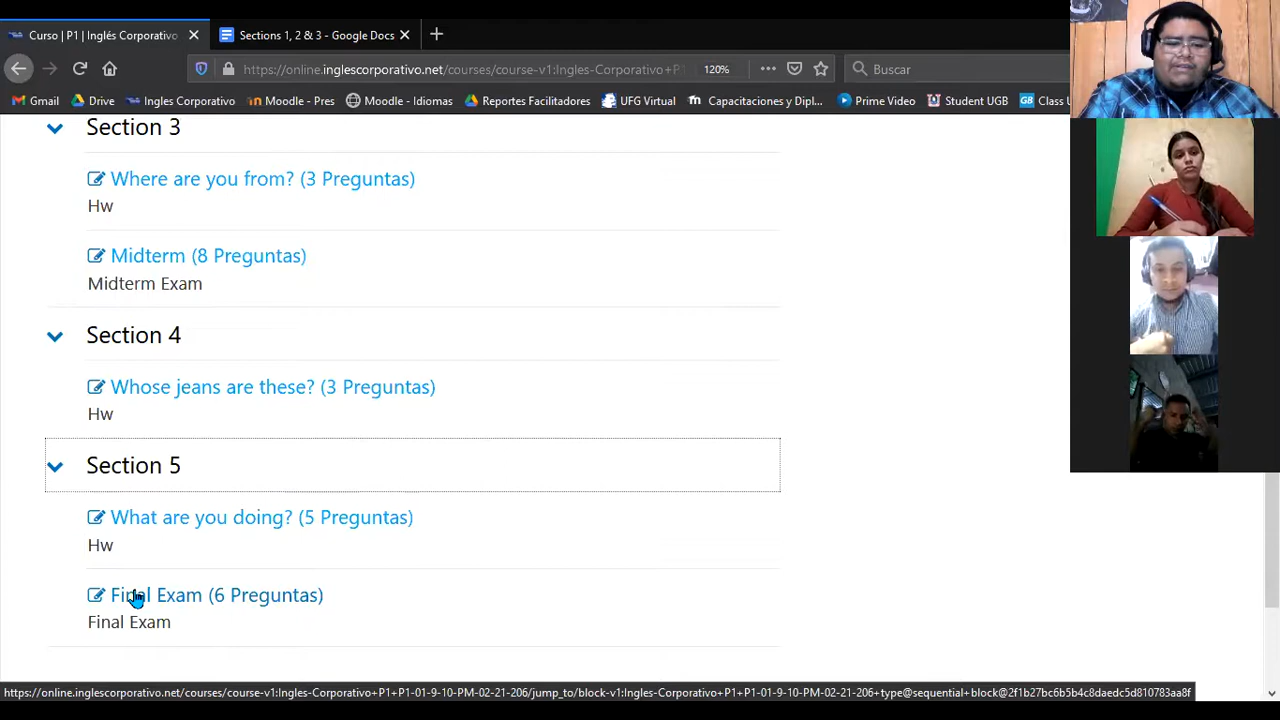 Curso | P1 | Inglés Corporativo
Sections 1, 2 & 3 - Google Docs
https://online.inglescorporativo.net/courses/course-v1:Ingles-Corporativo+P1
120%
Buscar
Gmail
Drive
Ingles Corporativo
Moodle - Pres
Moodle - Idiomas
Reportes Facilitadores
UFG Virtual
Capacitaciones y Dipl...
Prime Video
Student UGB
Class
Section 3
Where are you from? (3 Preguntas)
Hw
Midterm (8 Preguntas)
Midterm Exam
Section 4
Whose jeans are these? (3 Preguntas)
Hw
Section 5
What are you doing? (5 Preguntas)
Hw
Final Exam (6 Preguntas)
Final Exam
https://online.inglescorporativo.net/courses/course-v1:Ingles-Corporativo+P1+P1-01-9-10-PM-02-21-206/jump_to/block-v1:Ingles-Corporativo+P1+P1-01-9-10-PM-02-21-206+type@sequential+block@2f1b27bc6b5b4c8daedc5d810783aa8f